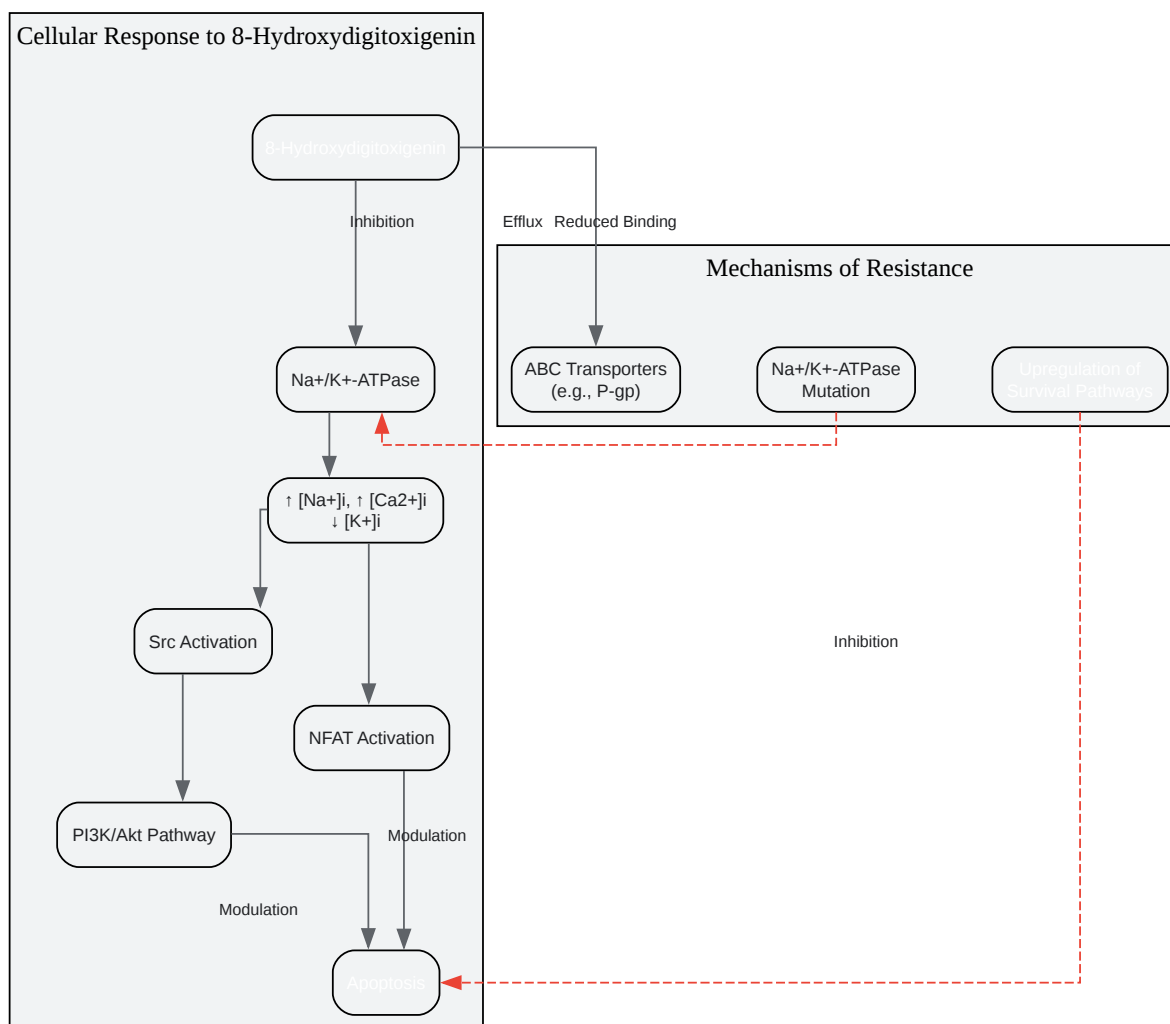 Cellular Response to 8-Hydroxydigitoxigenin
8-Hydroxydigitoxigenin
Inhibition
Efflux
Reduced Binding
Mechanisms of Resistance
Na+/K+-ATPase
ABC Transporters
(e.g., P-gp)
Na+/K+-ATPase
Mutation
Upregulation of
Survival Pathways
↑ [Na+]i, ↑ [Ca2+]i
↓ [K+]i
Src Activation
Inhibition
NFAT Activation
PI3K/Akt Pathway
Modulation
Modulation
Apoptosis